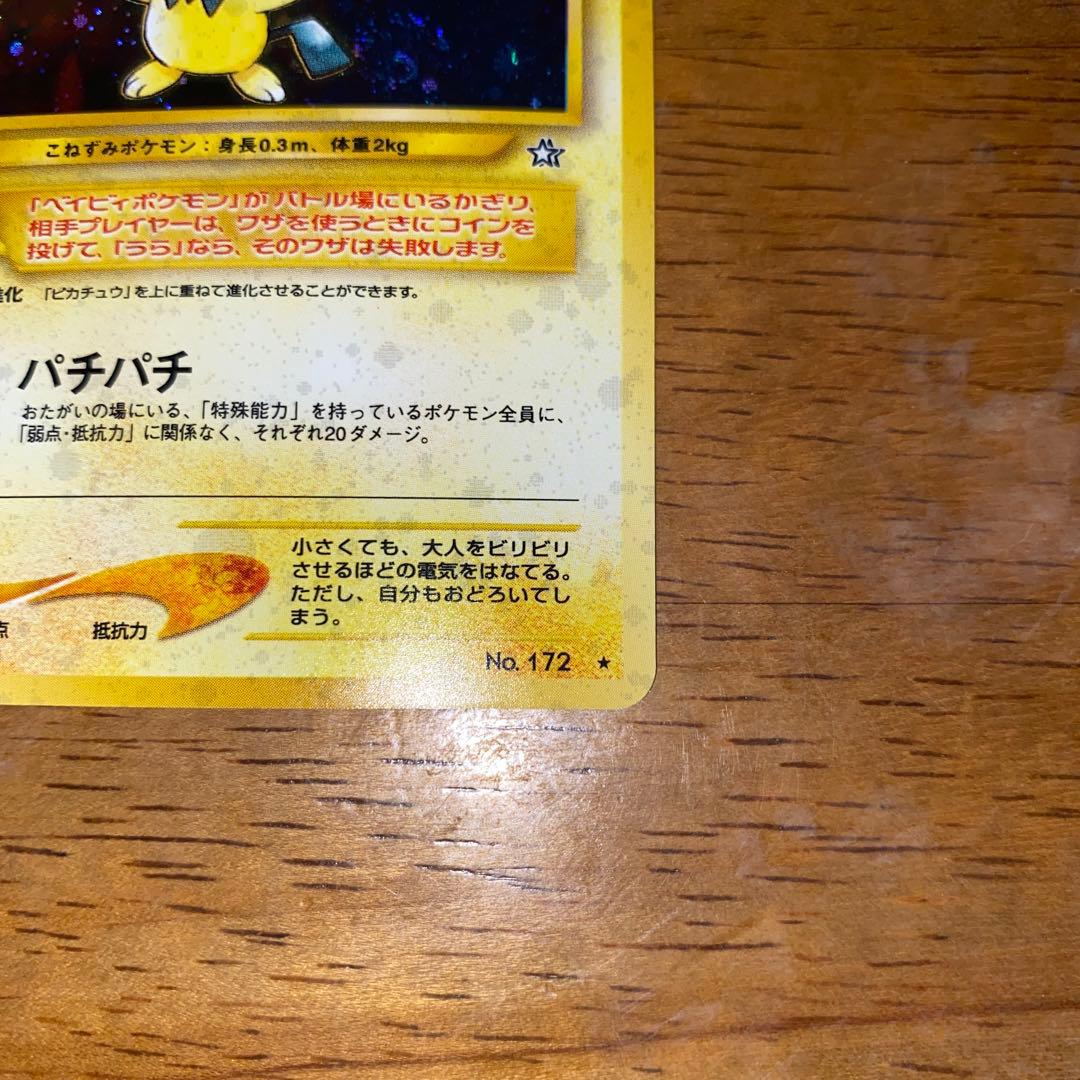 こねずみポケモン：身長0.3m、体重2kg
「ベイビィポケモン」がバトル場にいるかぎり、
相手プレイヤーは、ワザを使うときにコインを
投げて、「うら」なら、そのワザは失敗します。
進化 「ピカチュウ」を上に重ねて進化させることができます。
パチパチ
おたがいの場にいる、「特殊能力」を持っているポケモン全員に、
「弱点・抵抗力」に関係なく、それぞれ20ダメージ。
小さくても、大人をビリビリ
させるほどの電気をはなてる。
ただし、自分もおどろいてし
まう。
点 抵抗力
No. 172 ★